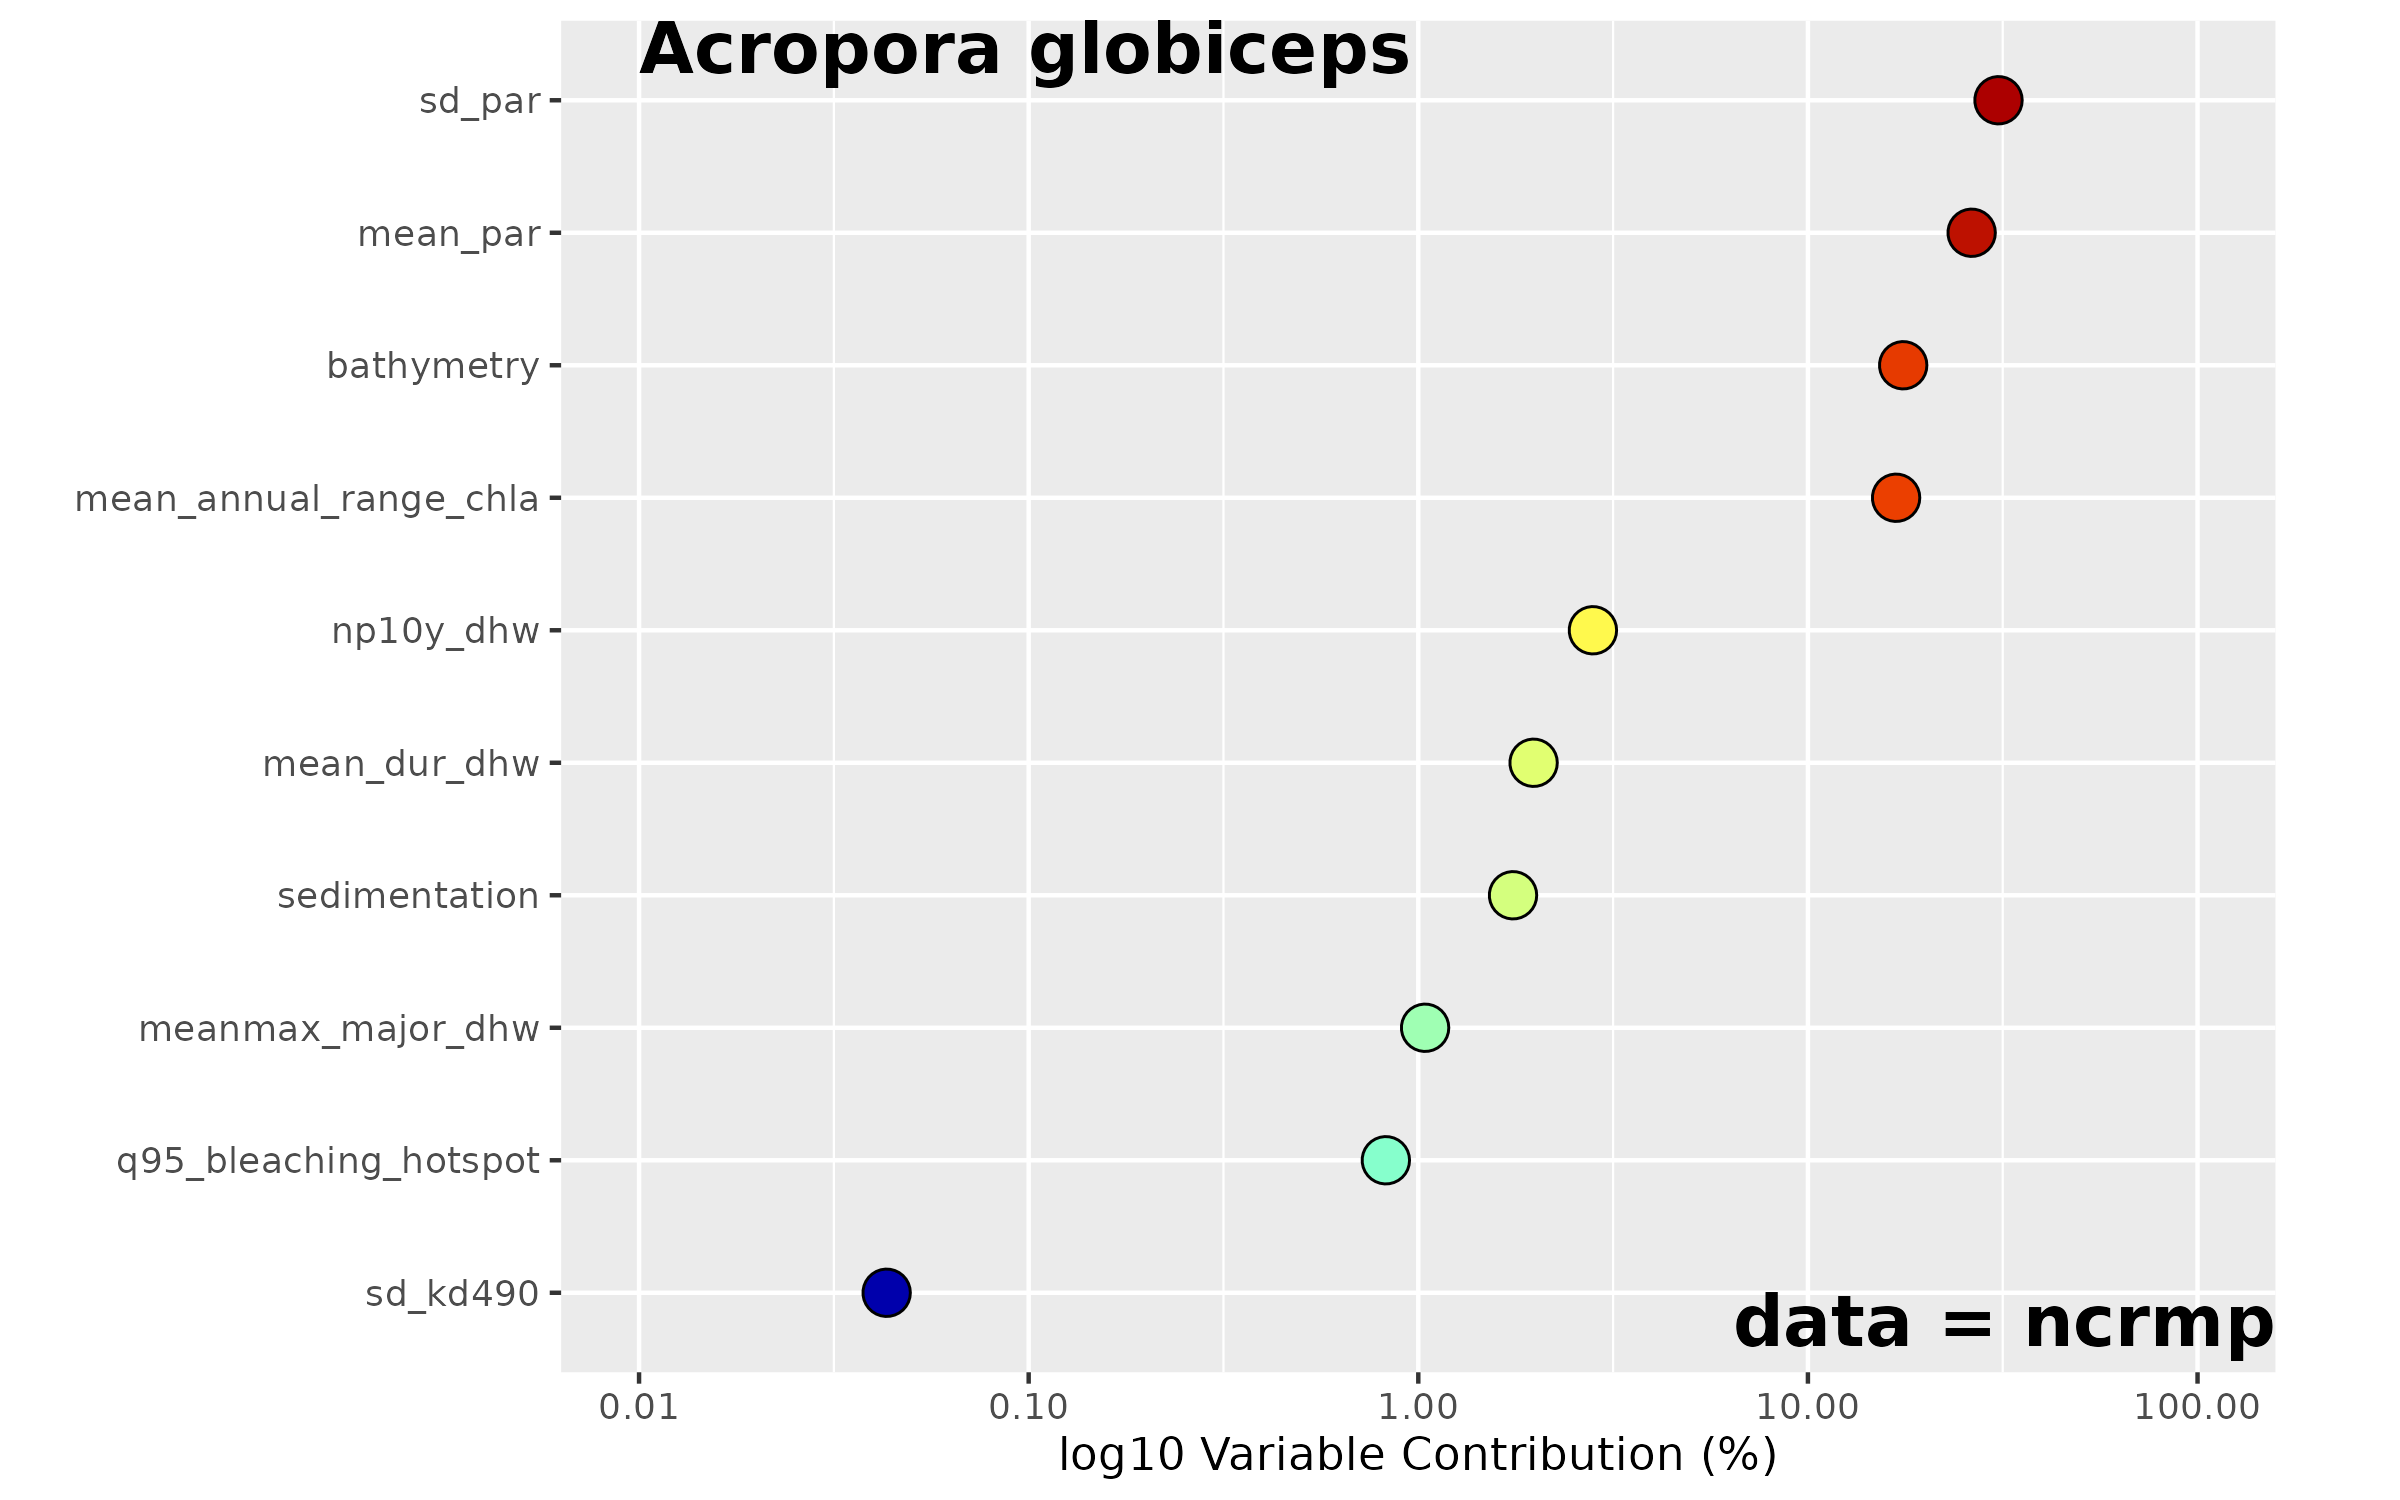 Acropora globiceps
sd_par
mean_par
bathymetry
mean_annual_range_chla
np10y_dhw
mean_dur_dhw
sedimentation
meanmax_major_dhw
q95_bleaching_hotspot
sd_kd490
data = ncrmp
0.01 0.10 1.00 10.00 100.00
log10 Variable Contribution (%)